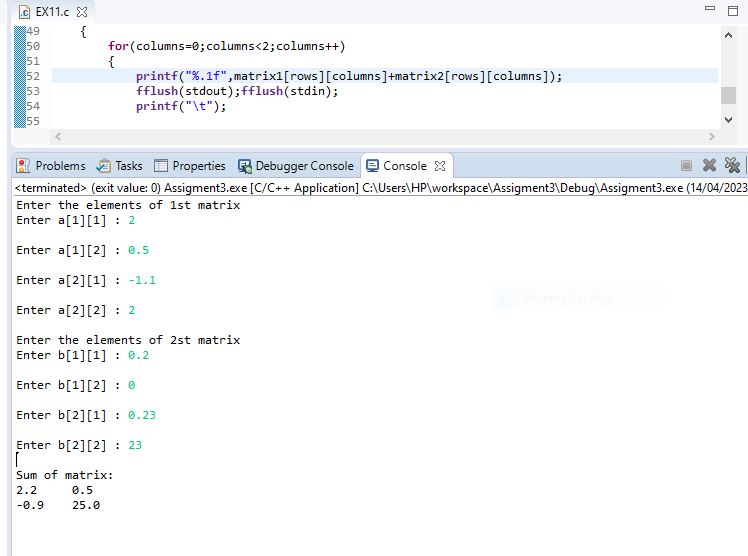 EX11.c
49 {
50 for(columns=0;columns<2;columns++)
51 {
52 printf("%.1f",matrix1[rows][columns]+matrix2[rows][columns]);
53 fflush(stdout);fflush(stdin);
54 printf("\t");
55
Problems Tasks Properties Debugger Console Console
<terminated> (exit value: 0) Assigment3.exe [C/C++ Application] C:\Users\HP\workspace\Assigment3\Debug\Assigment3.exe (14/04/2023
Enter the elements of 1st matrix
Enter a[1][1] : 2
Enter a[1][2] : 0.5
Enter a[2][1] : -1.1
Enter a[2][2] : 2
Rectangular Snip
Enter the elements of 2st matrix
Enter b[1][1] : 0.2
Enter b[1][2] : 0
Enter b[2][1] : 0.23
Enter b[2][2] : 23
Sum of matrix:
2.2 0.5
-0.9 25.0